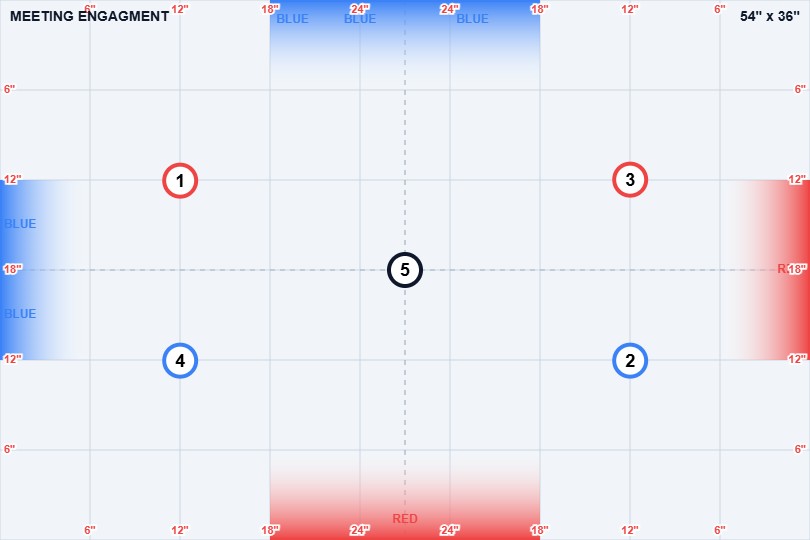 MEETING ENGAGMENT 6" 12" 18" 24" 24" 18" 12" 6" 54" x 36"
BLUE BLUE BLUE
6" 6"
12" 1 3 12"
BLUE
18" 5 18"
BLUE
12" 4 2 12"
6" 6"
RED
6" 12" 18" 24" 24" 18" 12" 6"